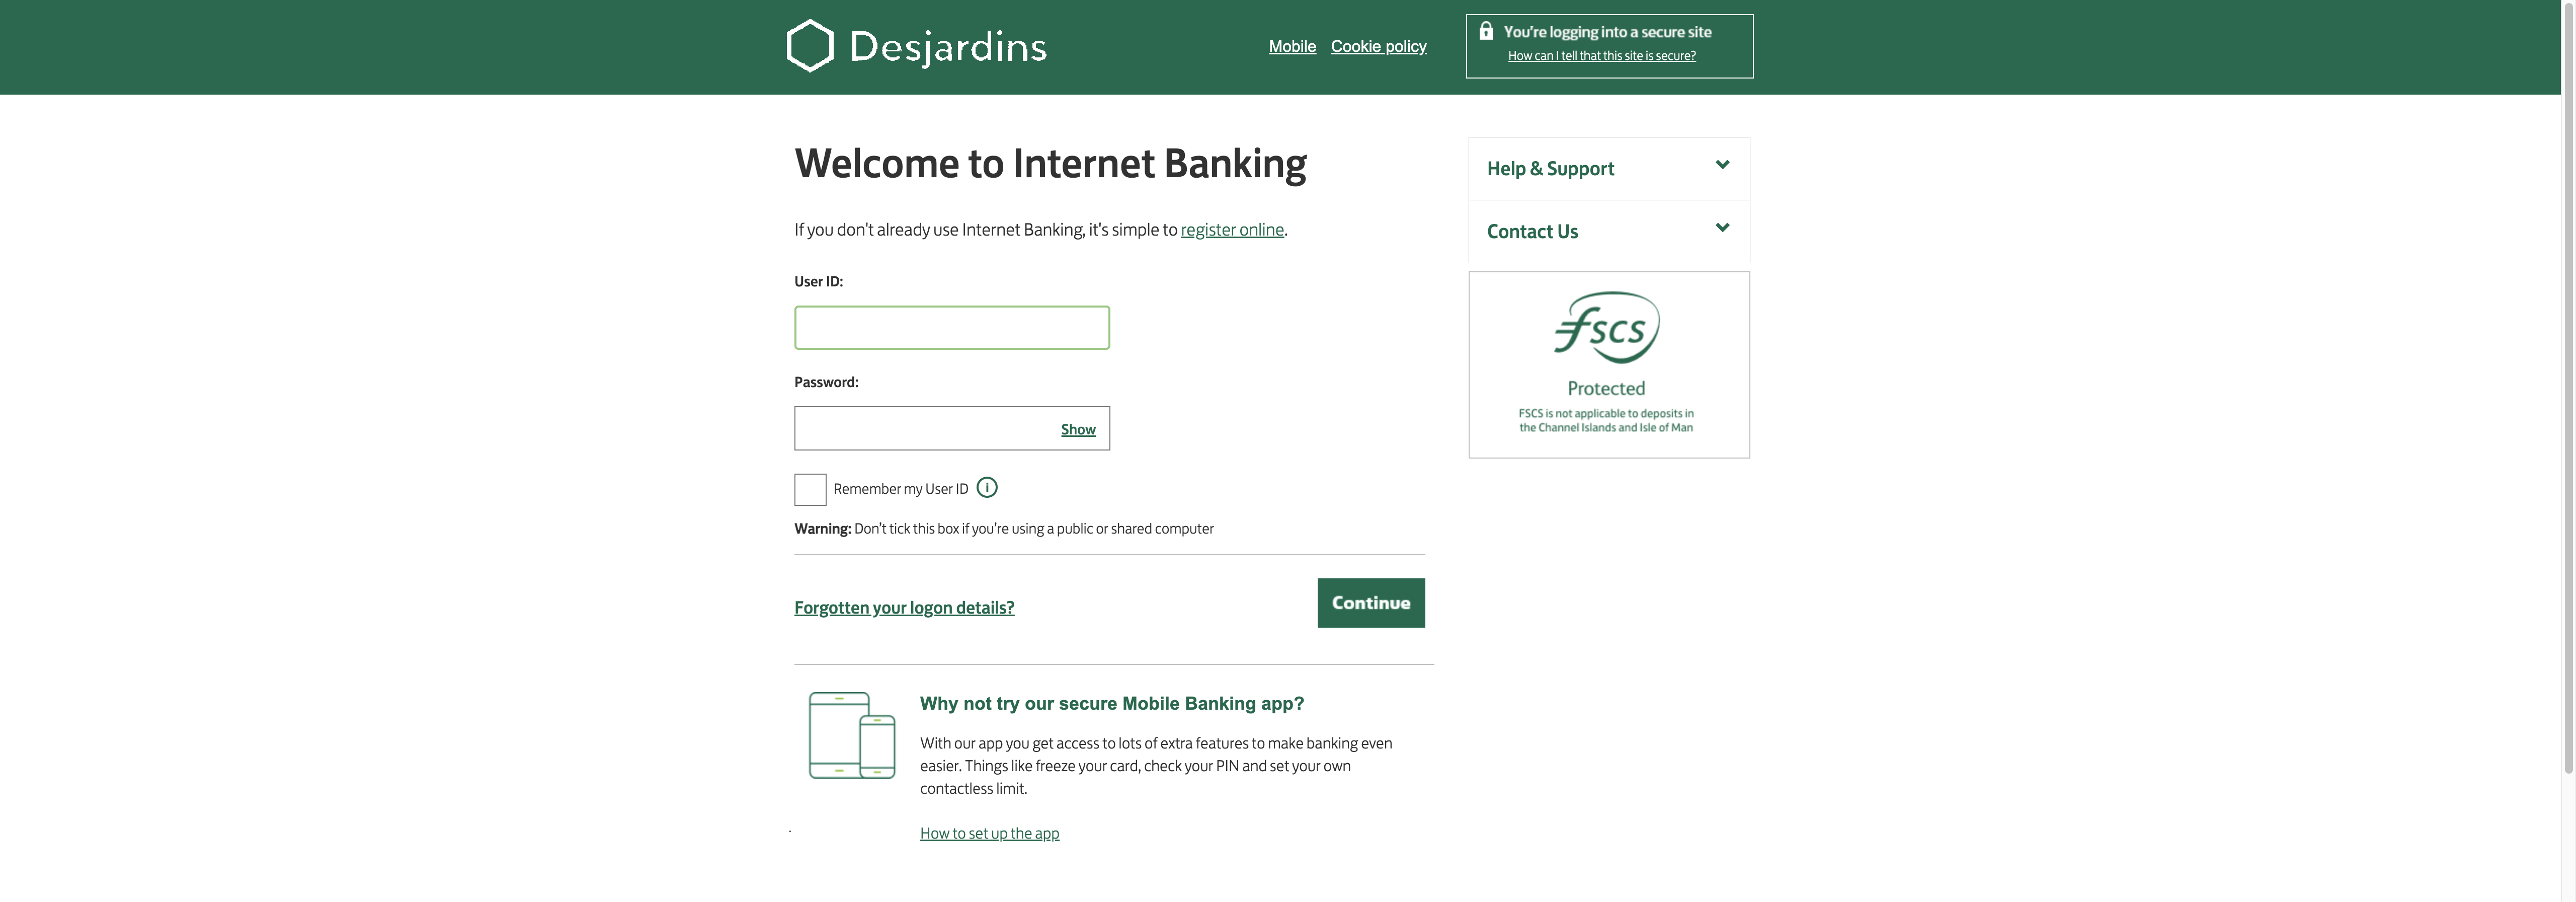 Desjardins
Mobile Cookie policy
You're logging into a secure site
How can I tell that this site is secure?
Welcome to Internet Banking
If you don't already use Internet Banking, it's simple to register online.
User ID:
Password:
Show
Remember my User ID
Warning: Don't tick this box if you're using a public or shared computer
Forgotten your logon details?
Continue
Why not try our secure Mobile Banking app?
With our app you get access to lots of extra features to make banking even
easier. Things like freeze your card, check your PIN and set your own
contactless limit.
How to set up the app
Help & Support
Contact Us
fscs
Protected
FSCS is not applicable to deposits in
the Channel Islands and Isle of Man